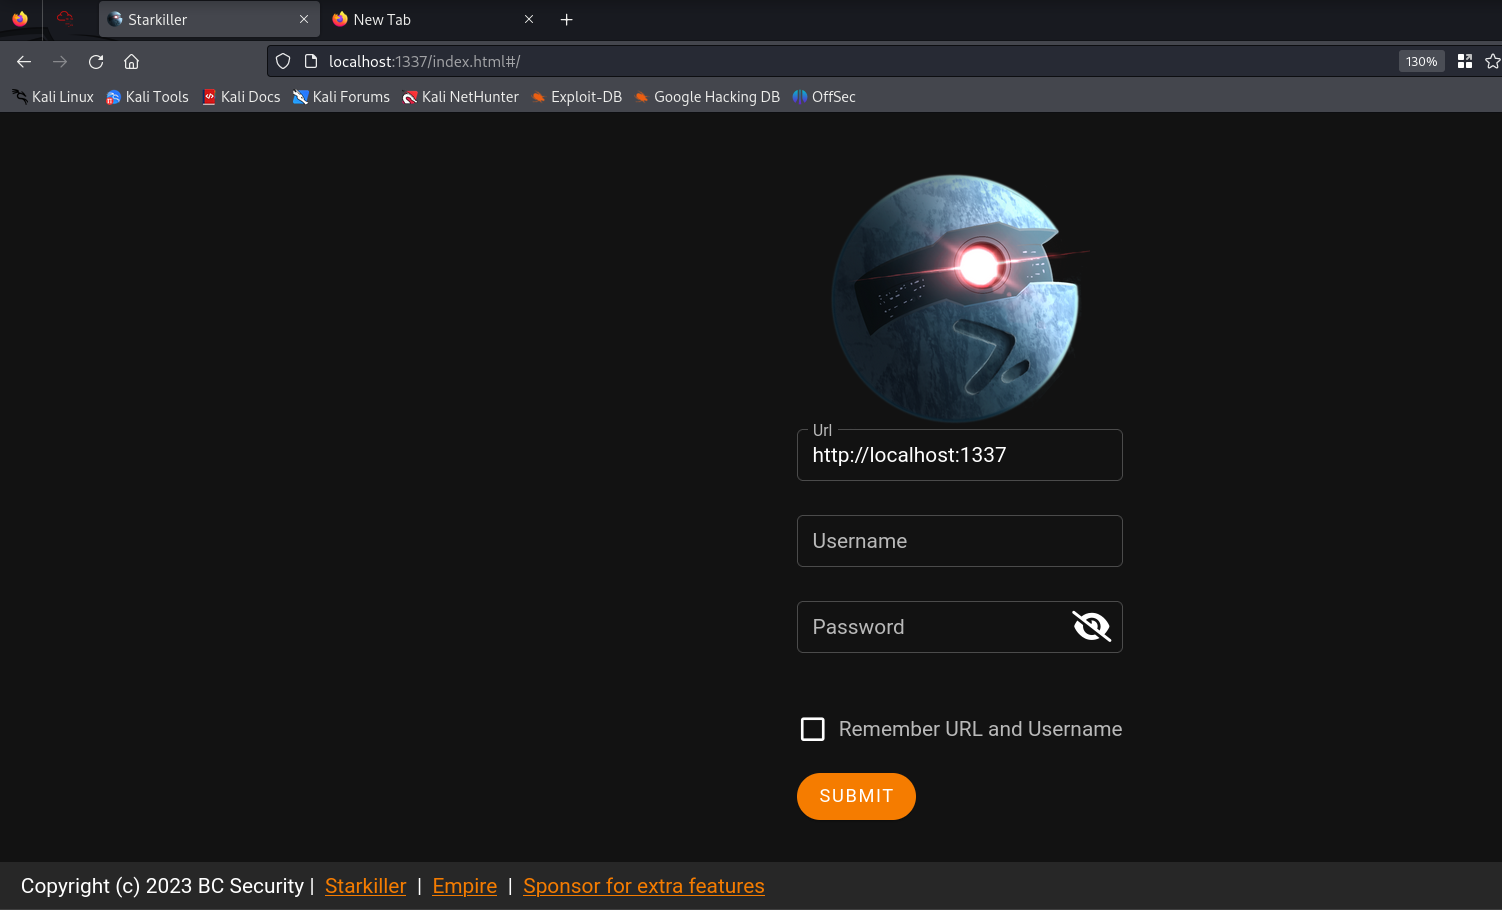 Starkiller
New Tab
localhost:1337/index.html#/
130%
Kali Linux Kali Tools Kali Docs Kali Forums Kali NetHunter Exploit-DB Google Hacking DB OffSec
Url
http://localhost:1337
Username
Password
Remember URL and Username
SUBMIT
Copyright (c) 2023 BC Security | Starkiller | Empire | Sponsor for extra features